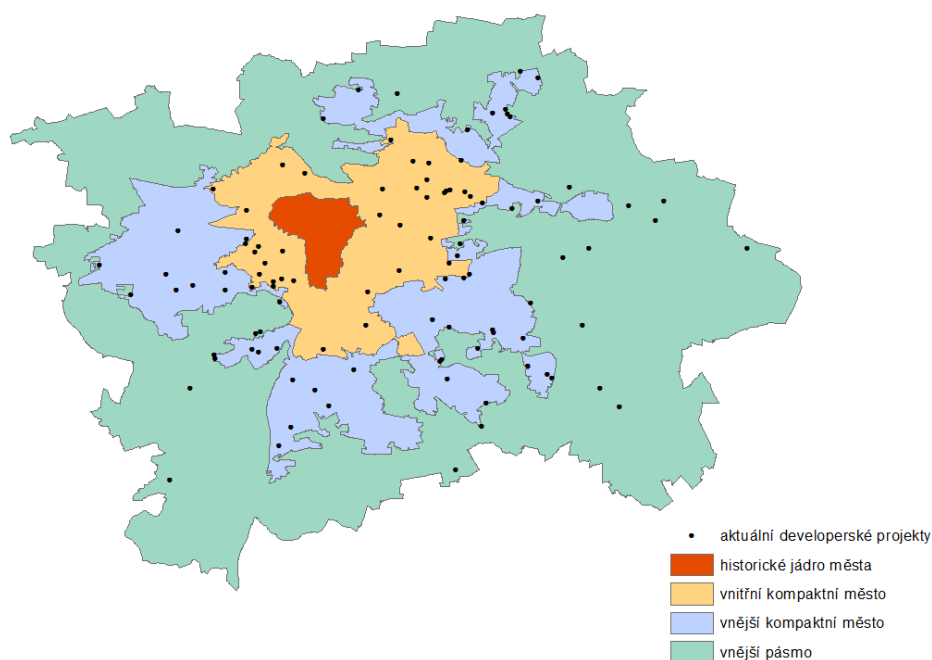 aktuální developerské projekty
historické jádro města
vnitřní kompaktní město
vnější kompaktní město
vnější pásmo